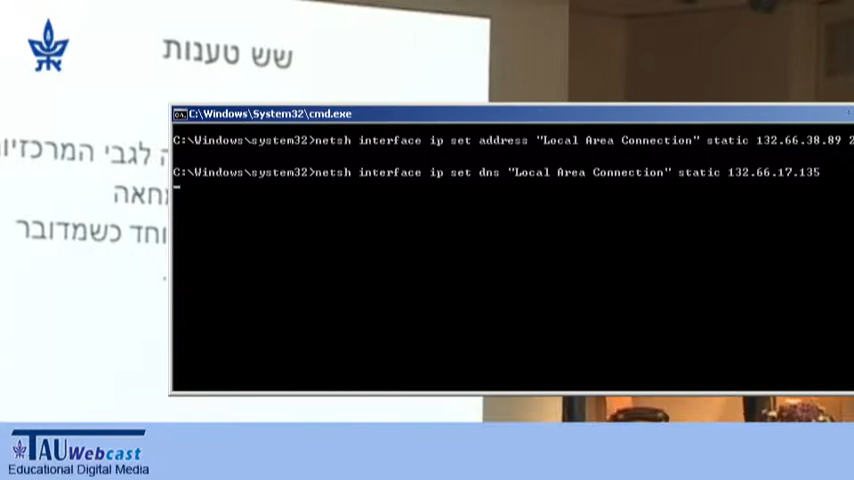 שש טענות
לגבי המרכזיו
מחאה
וחד כשמדובר
.
C:\Windows\System32\cmd.exe
C:\Windows\system32>netsh interface ip set address "Local Area Connection" static 132.66.38.89 2
C:\Windows\system32>netsh interface ip set dns "Local Area Connection" static 132.66.17.135
TAUWebcast
Educational Digital Media